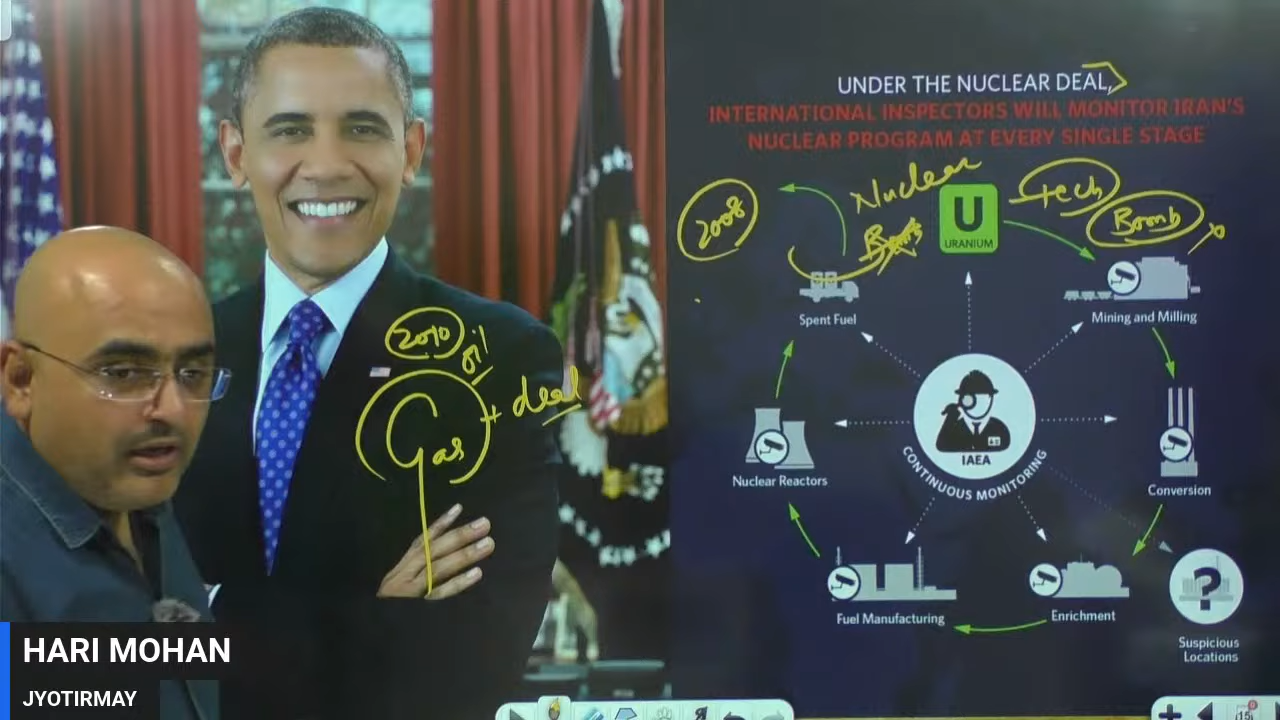 2010
oil
Gas + deal
HARI MOHAN
JYOTIRMAY
UNDER THE NUCLEAR DEAL,
INTERNATIONAL INSPECTORS WILL MONITOR IRAN'S
NUCLEAR PROGRAM AT EVERY SINGLE STAGE
2008
Nuclear
U
URANIUM
Tech
Bomb
Spent Fuel
Mining and Milling
Nuclear Reactors
IAEA
CONTINUOUS MONITORING
Conversion
Fuel Manufacturing
Enrichment
?
Suspicious
Locations